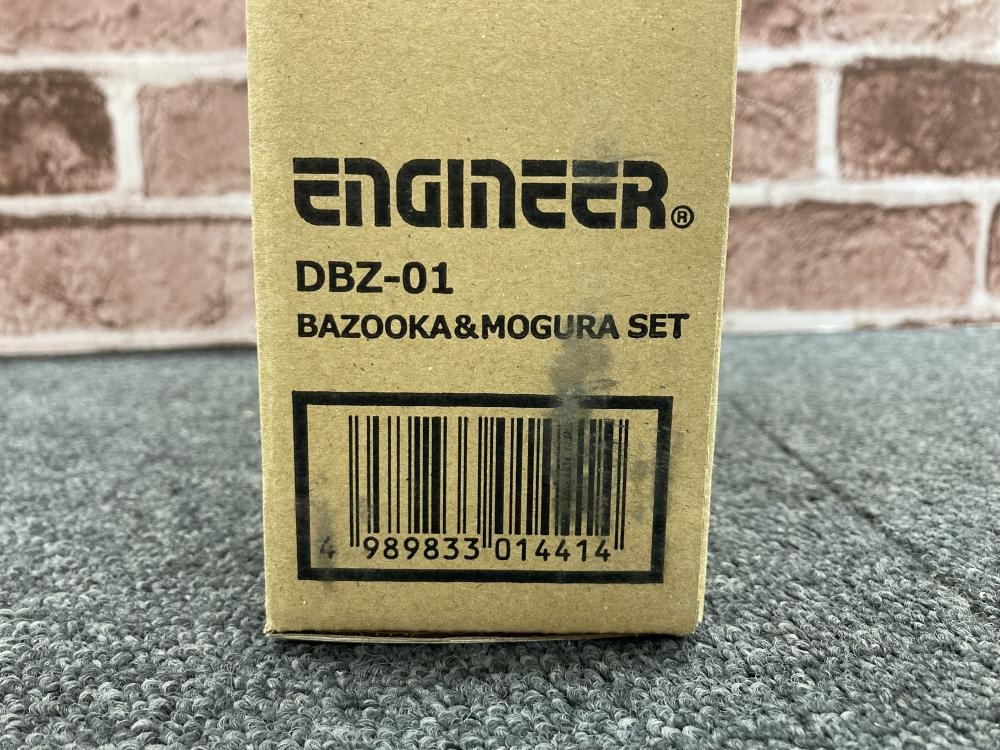 ENGINEER®
DBZ-01
BAZOOKA&MOGURA SET
4 989833 014414